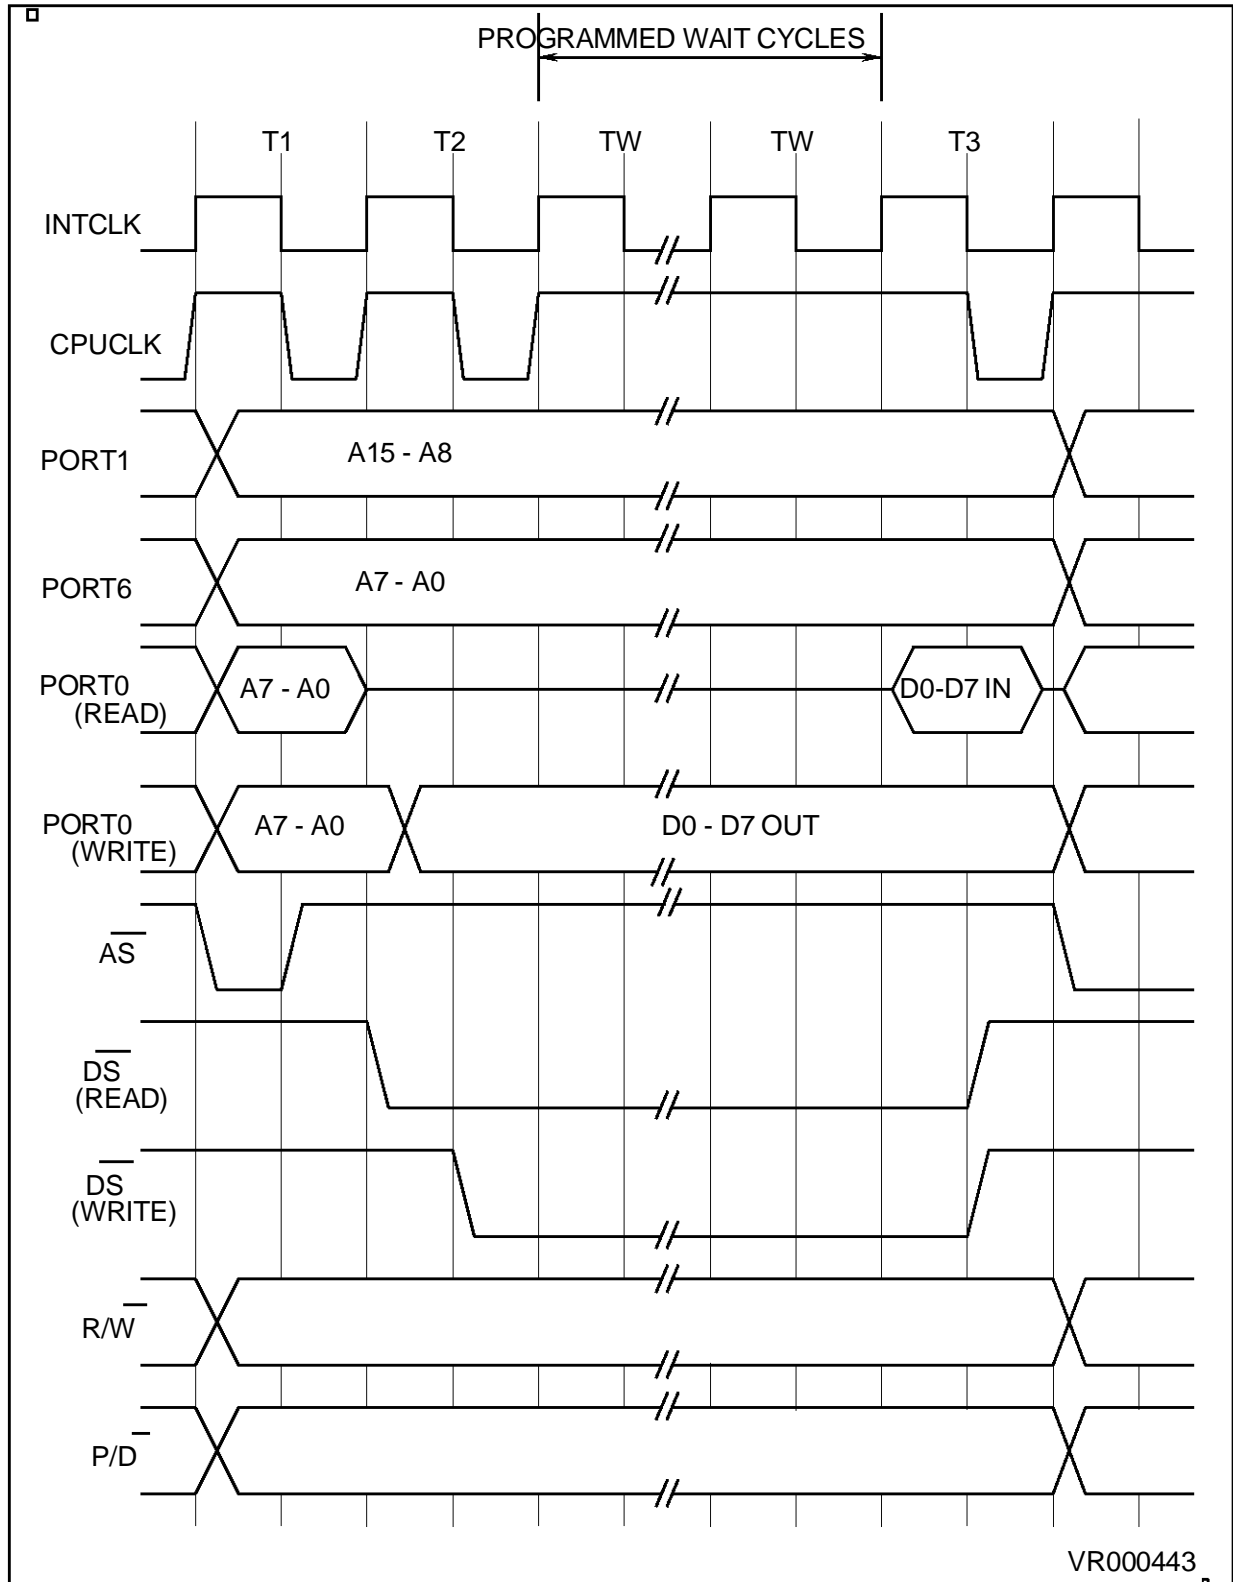 PROGRAMMED WAIT CYCLES
T1 T2 TW TW T3
INTCLK
CPUCLK
PORT1 A15 - A8
PORT6 A7 - A0
PORT0 A7 - A0 D0-D7 IN
(READ)
PORT0 A7 - A0 D0 - D7 OUT
(WRITE)
AS
DS
(READ)
DS
(WRITE)
R/W
P/D
VR000443